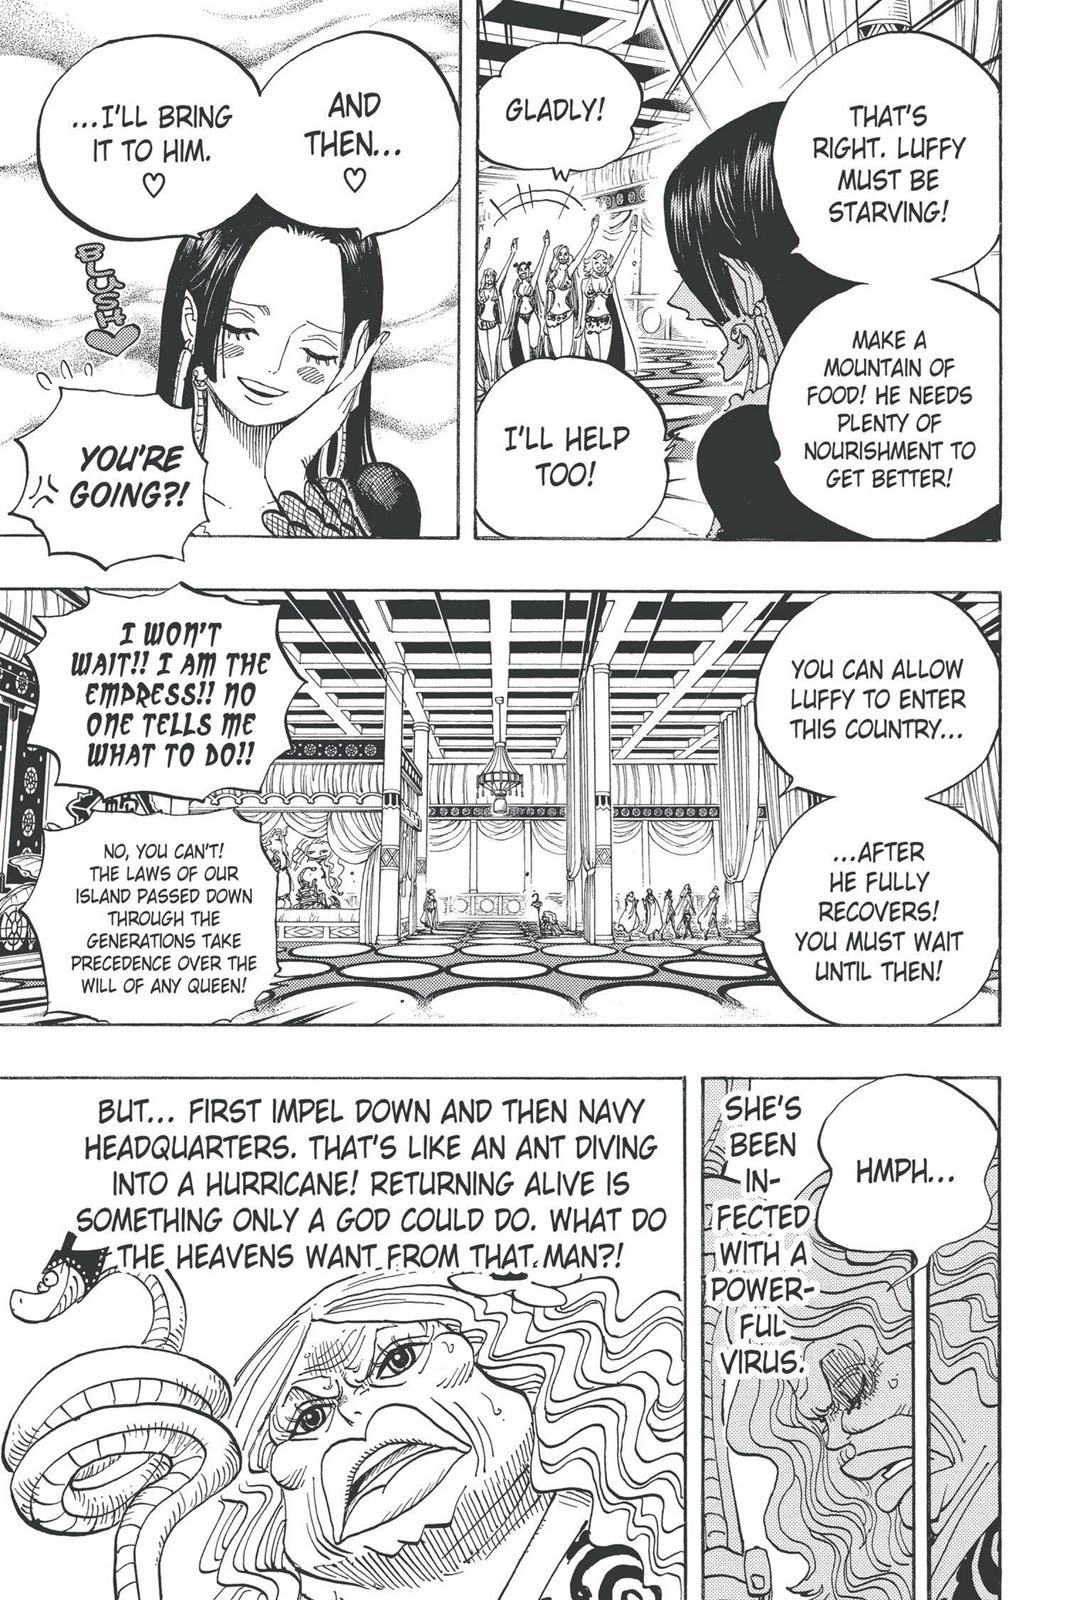 THAT'S
RIGHT. LUFFY
MUST BE
STARVING!
MAKE A
MOUNTAIN OF
FOOD! HE NEEDS
PLENTY OF
NOURISHMENT TO
GET BETTER!
GLADLY!
I'LL HELP
TOO!
AND
THEN...
♡
...I'LL BRING
IT TO HIM.
♡
BLUSH
YOU'RE
GOING?!
YOU CAN ALLOW
LUFFY TO ENTER
THIS COUNTRY...
...AFTER
HE FULLY
RECOVERS!
YOU MUST WAIT
UNTIL THEN!
I WON'T
WAIT!! I AM THE
EMPRESS!! NO
ONE TELLS ME
WHAT TO DO!!
NO, YOU CAN'T!
THE LAWS OF OUR
ISLAND PASSED DOWN
THROUGH THE
GENERATIONS TAKE
PRECEDENCE OVER THE
WILL OF ANY QUEEN!
HMPH...
SHE'S
BEEN
IN-
FECTED
WITH A
POWER-
FUL
VIRUS.
BUT... FIRST IMPEL DOWN AND THEN NAVY
HEADQUARTERS. THAT'S LIKE AN ANT DIVING
INTO A HURRICANE! RETURNING ALIVE IS
SOMETHING ONLY A GOD COULD DO. WHAT DO
THE HEAVENS WANT FROM THAT MAN?!